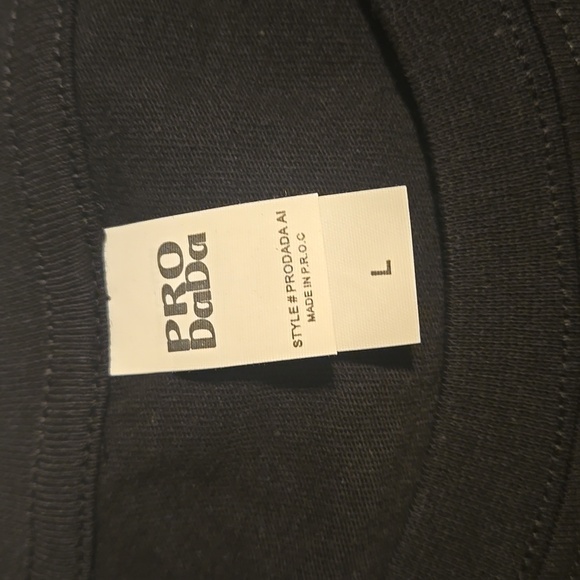 PRO
DaDa
STYLE # PRODADA AI
MADE IN P.R.O.C
L